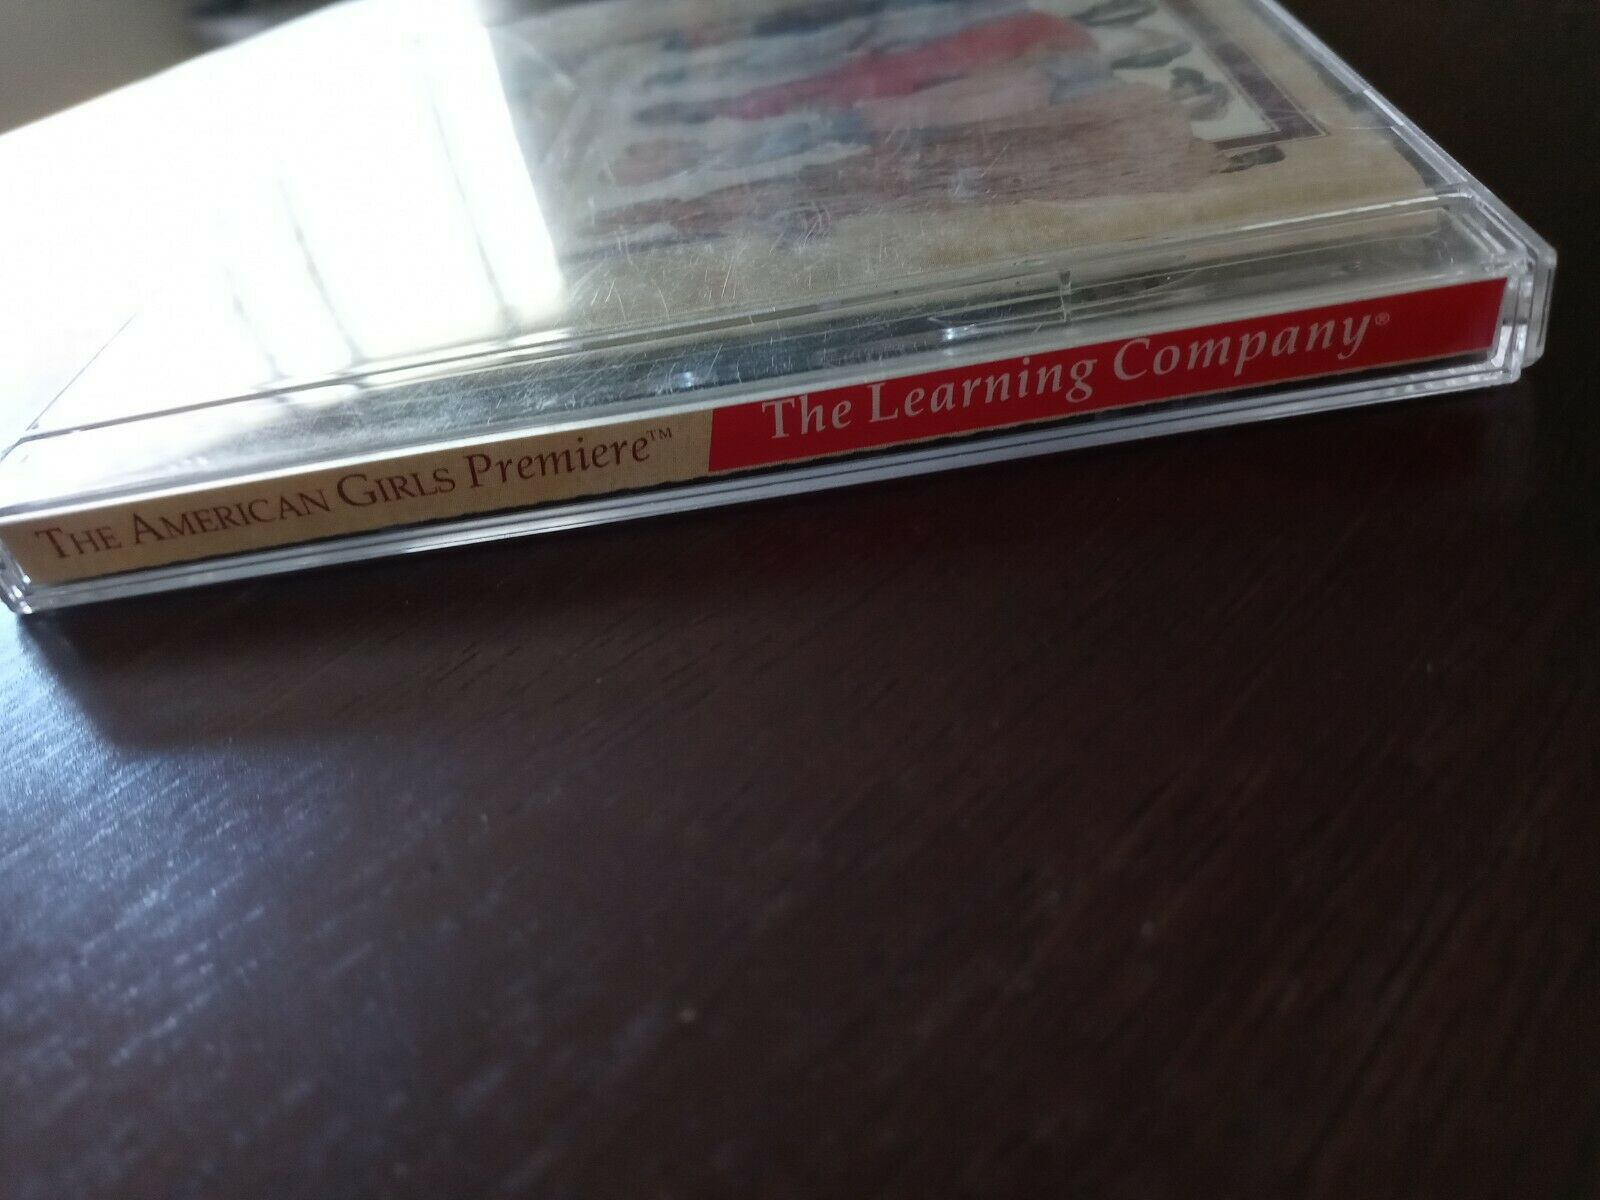 THE AMERICAN GIRLS Premiere™ The Learning Company®